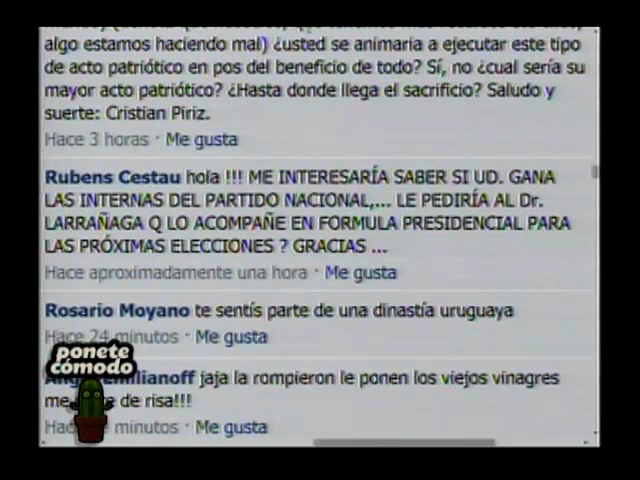 algo estamos haciendo mal) ¿usted se animaria a ejecutar este tipo
de acto patriótico en pos del beneficio de todo? Sí, no ¿cual sería su
mayor acto patriótico? ¿Hasta donde llega el sacrificio? Saludo y
suerte: Cristian Piriz.
Hace 3 horas · Me gusta
Rubens Cestau hola !!! ME INTERESARÍA SABER SI UD. GANA
LAS INTERNAS DEL PARTIDO NACIONAL,... LE PEDIRÍA AL Dr.
LARRAÑAGA Q LO ACOMPAÑE EN FORMULA PRESIDENCIAL PARA
LAS PRÓXIMAS ELECCIONES ? GRACIAS ...
Hace aproximadamente una hora · Me gusta
Rosario Moyano te sentís parte de una dinastía uruguaya
Hace 24 minutos · Me gusta
ponete
cómodo
jaja la rompieron le ponen los viejos vinagres
de risa!!!
minutos · Me gusta